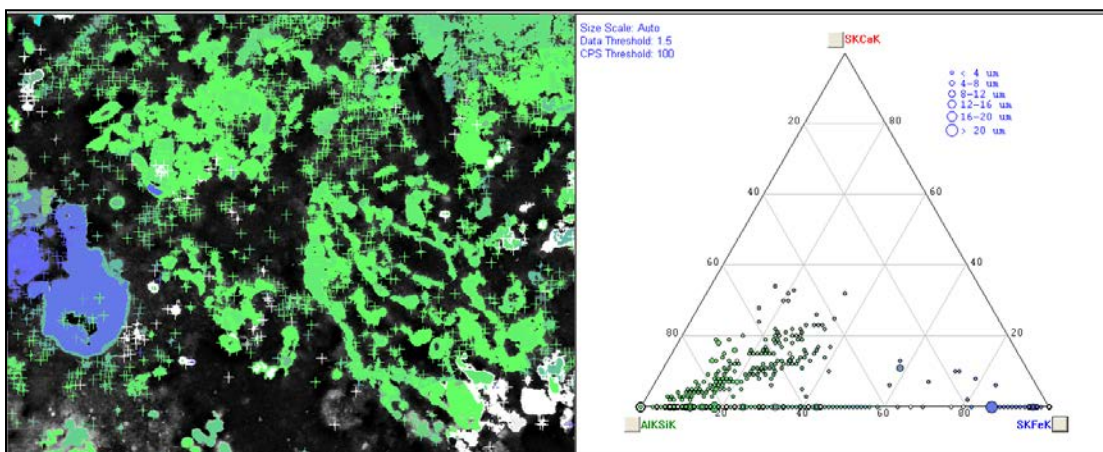 Size Scale: Auto
Data Threshold: 1.5
CPS Threshold: 100
SKCaK
< 4 um
4-8 um
8-12 um
12-16 um
16-20 um
> 20 um
20 80
40 60
60 40
80 20
20 40 60 80
AlKSiK SKFeK